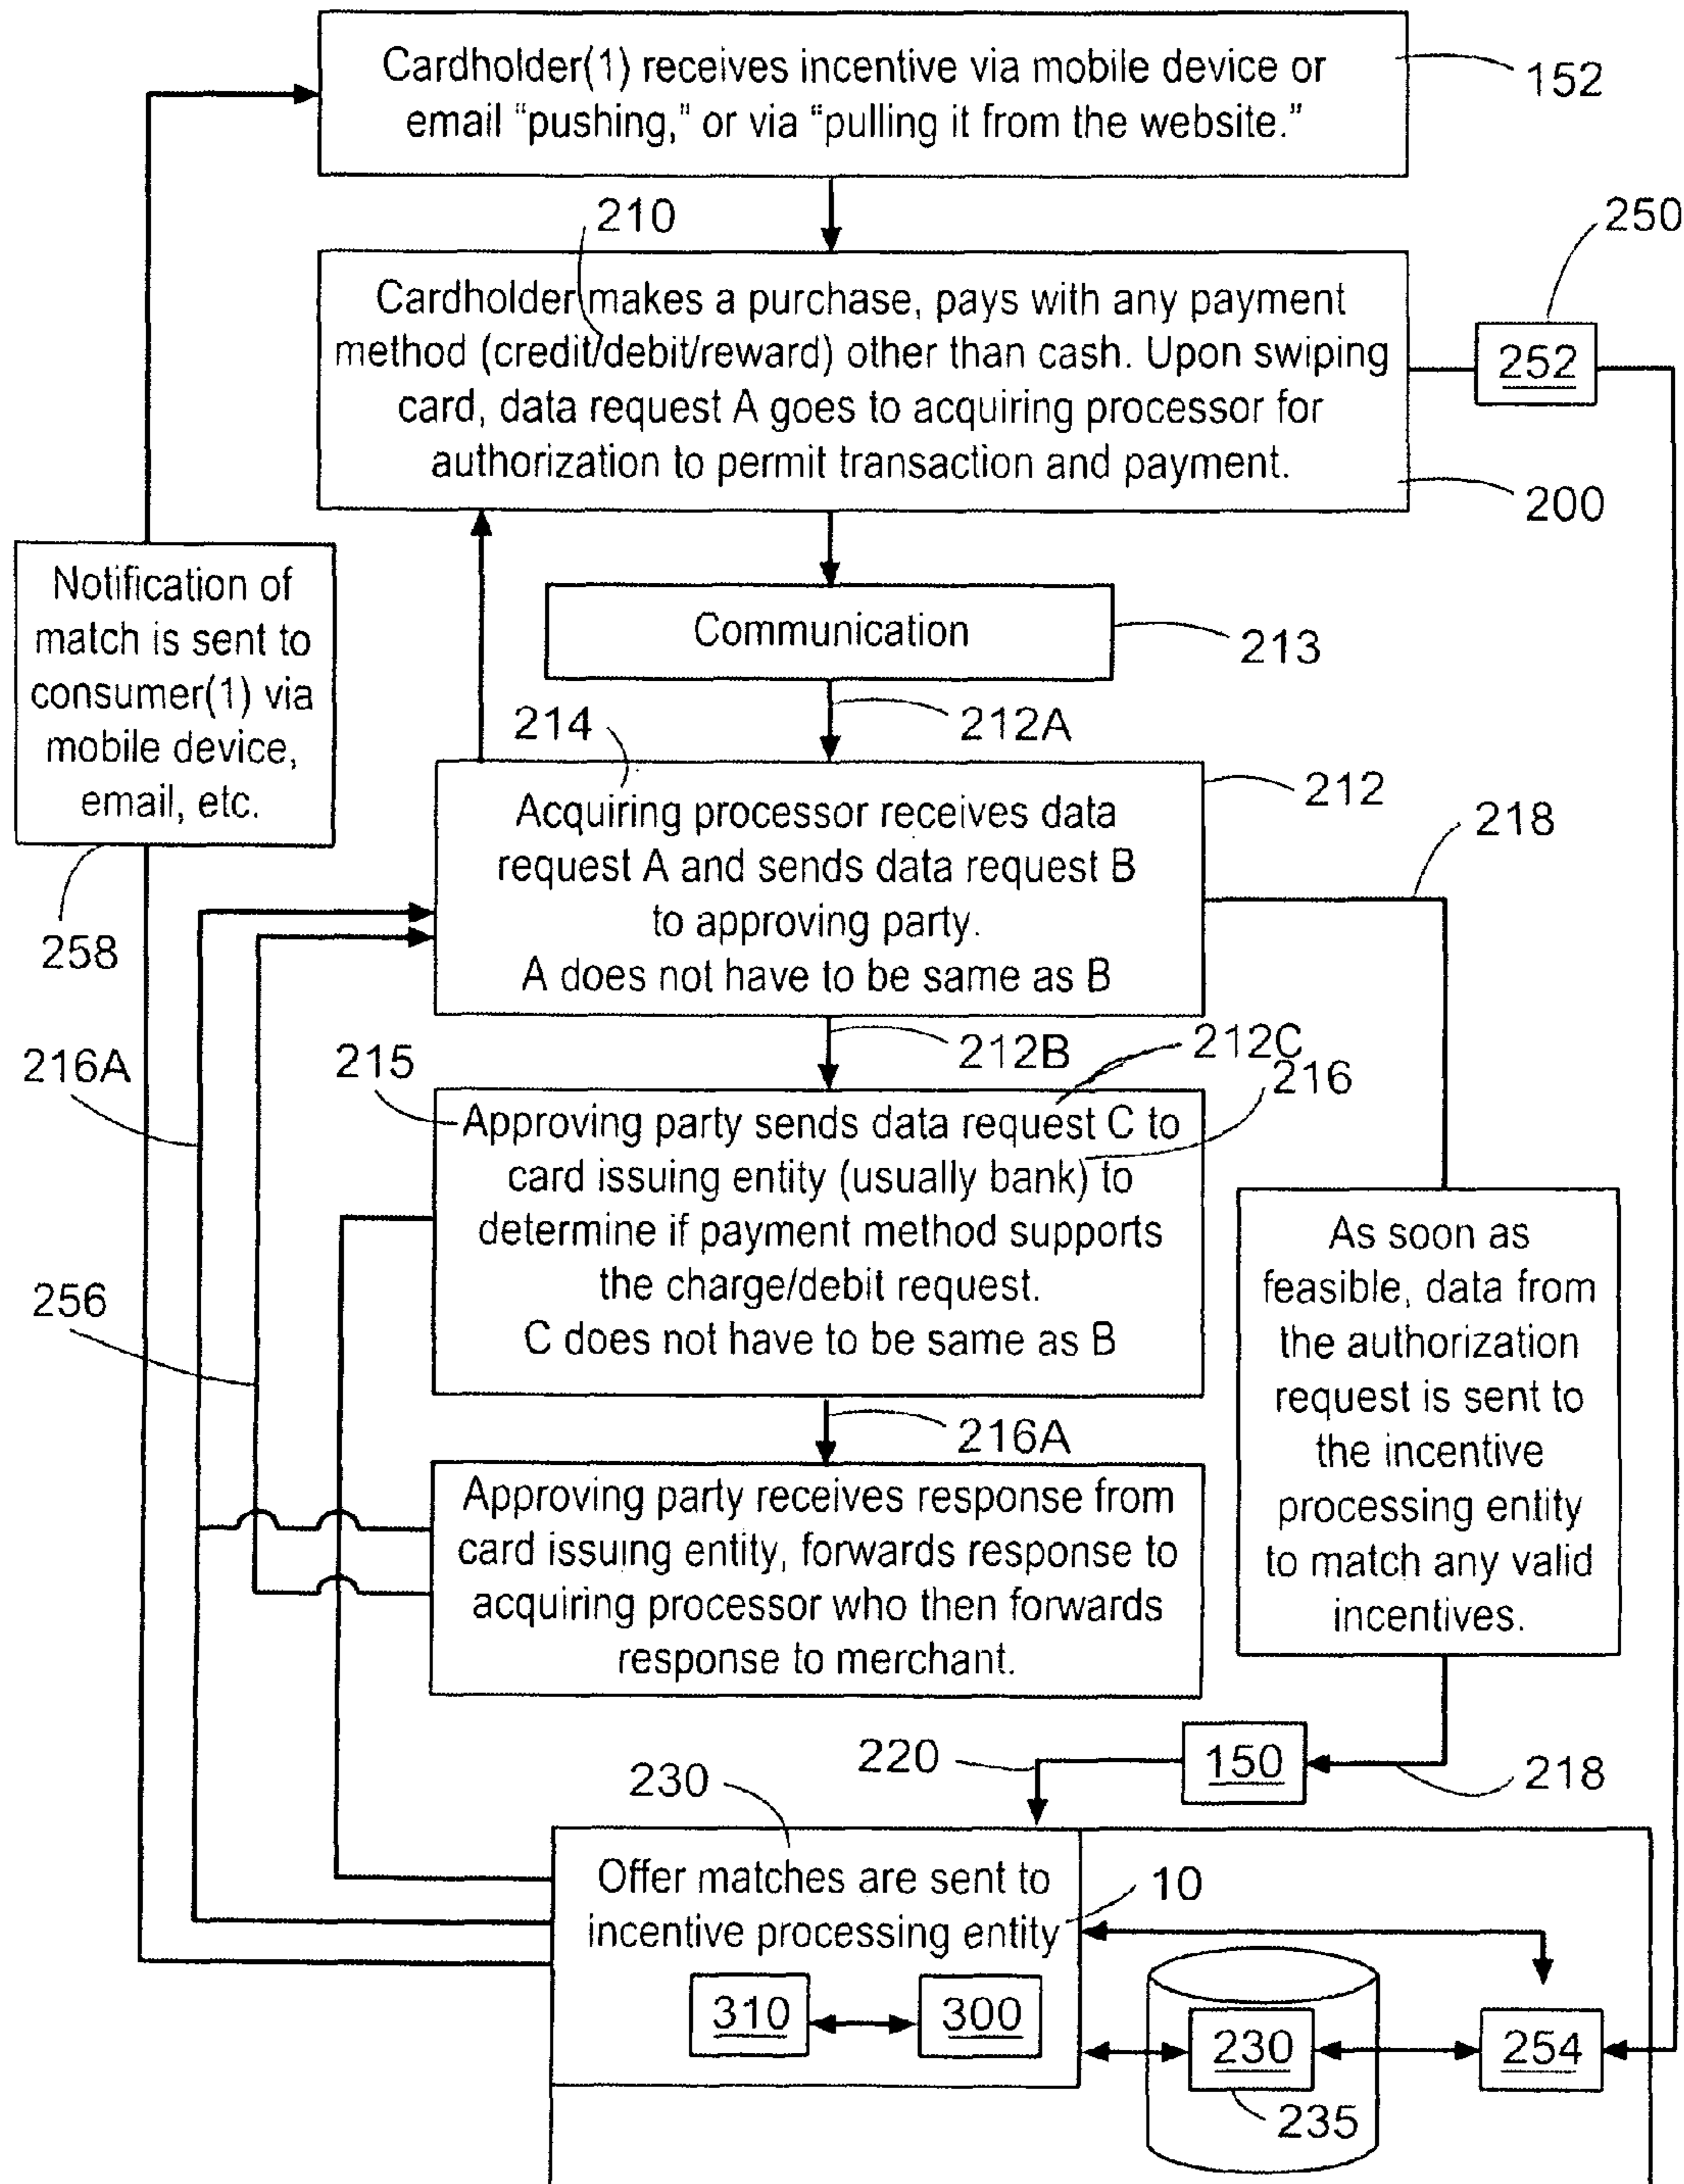 Cardholder(1) receives incentive via mobile device or
email “pushing,” or via “pulling it from the website.”
152
210
250
Cardholder makes a purchase, pays with any payment
method (credit/debit/reward) other than cash. Upon swiping
card, data request A goes to acquiring processor for
authorization to permit transaction and payment.
252
200
Notification of
match is sent to
consumer(1) via
mobile device,
email, etc.
258
Communication
213
212A
214
212
Acquiring processor receives data
request A and sends data request B
to approving party.
A does not have to be same as B
218
216A
212B
215
212C
216
Approving party sends data request C to
card issuing entity (usually bank) to
determine if payment method supports
the charge/debit request.
C does not have to be same as B
256
As soon as
feasible, data from
the authorization
request is sent to
the incentive
processing entity
to match any valid
incentives.
216A
Approving party receives response from
card issuing entity, forwards response to
acquiring processor who then forwards
response to merchant.
220
150
218
230
Offer matches are sent to
incentive processing entity
10
310
300
230
254
235